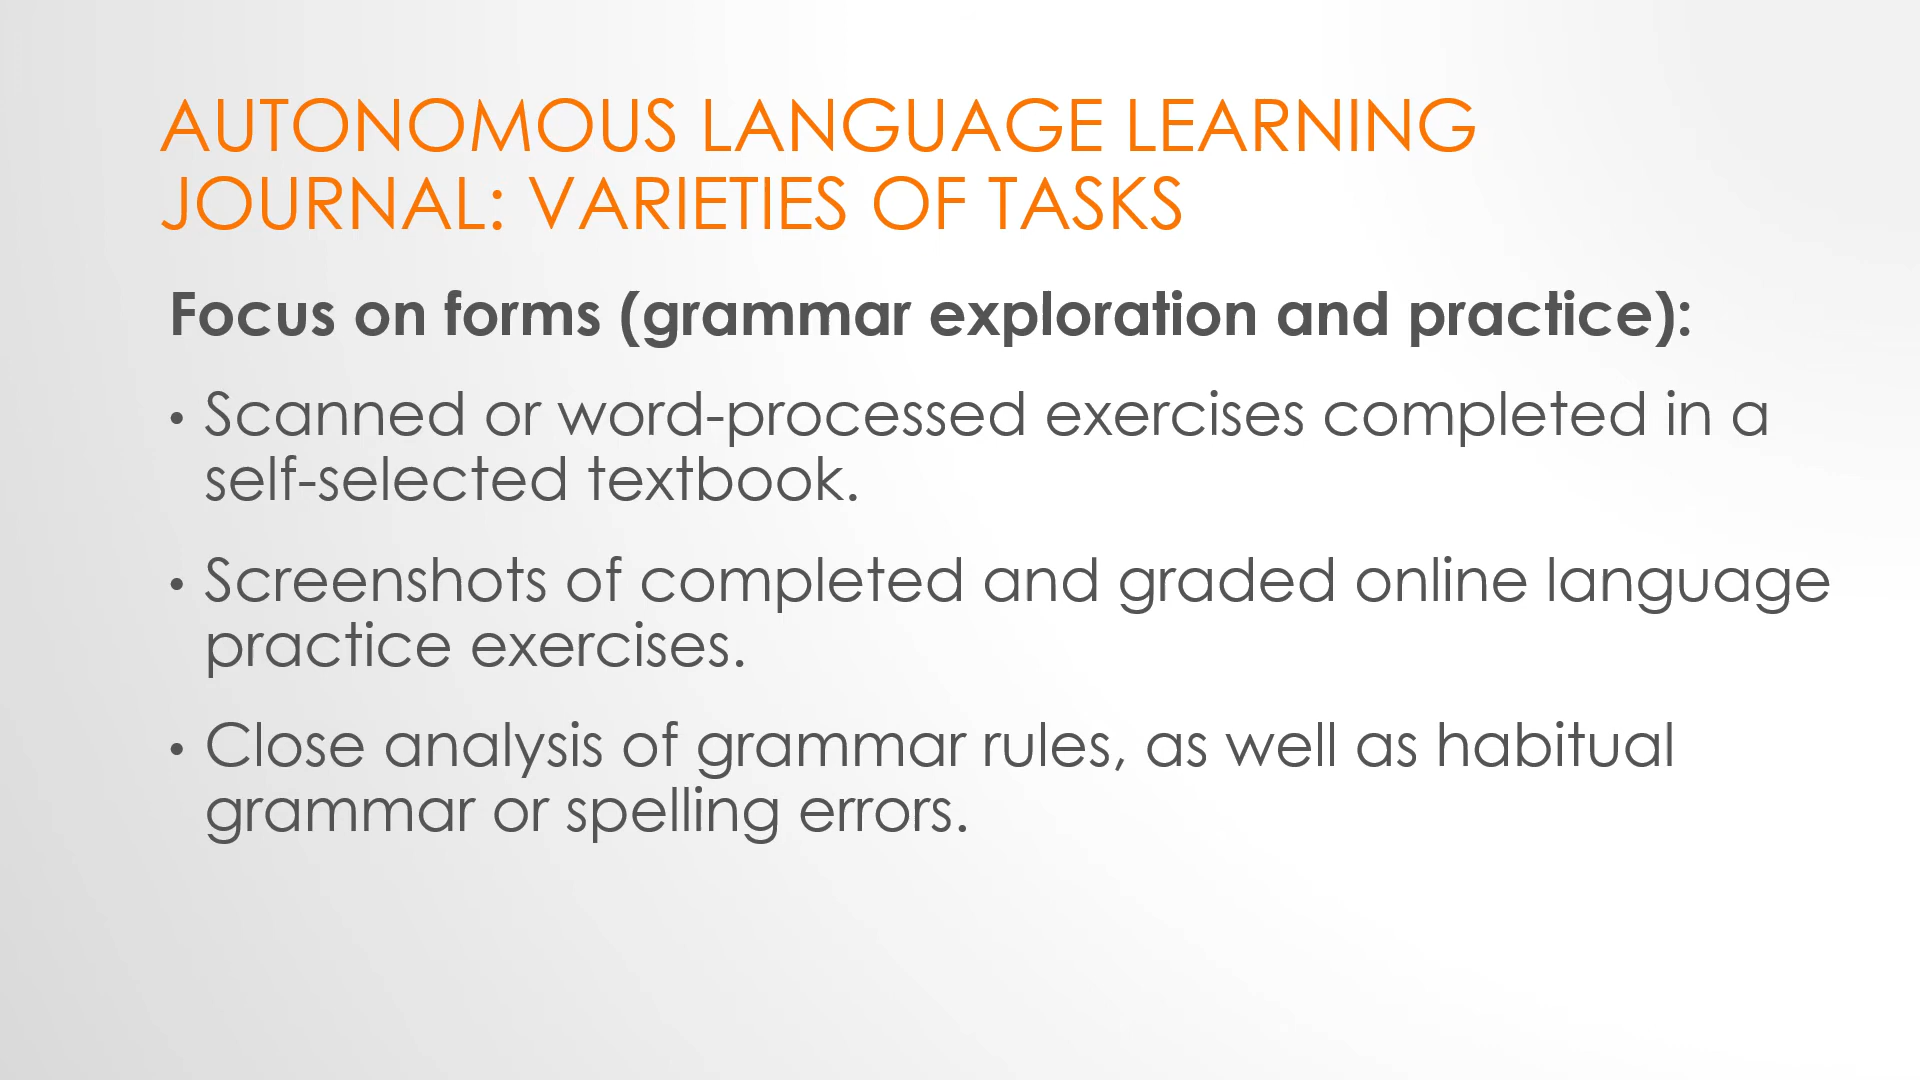 AUTONOMOUS LANGUAGE LEARNING
JOURNAL: VARIETIES OF TASKS
Focus on forms (grammar exploration and practice):
• Scanned or word-processed exercises completed in a
self-selected textbook.
• Screenshots of completed and graded online language
practice exercises.
• Close analysis of grammar rules, as well as habitual
grammar or spelling errors.